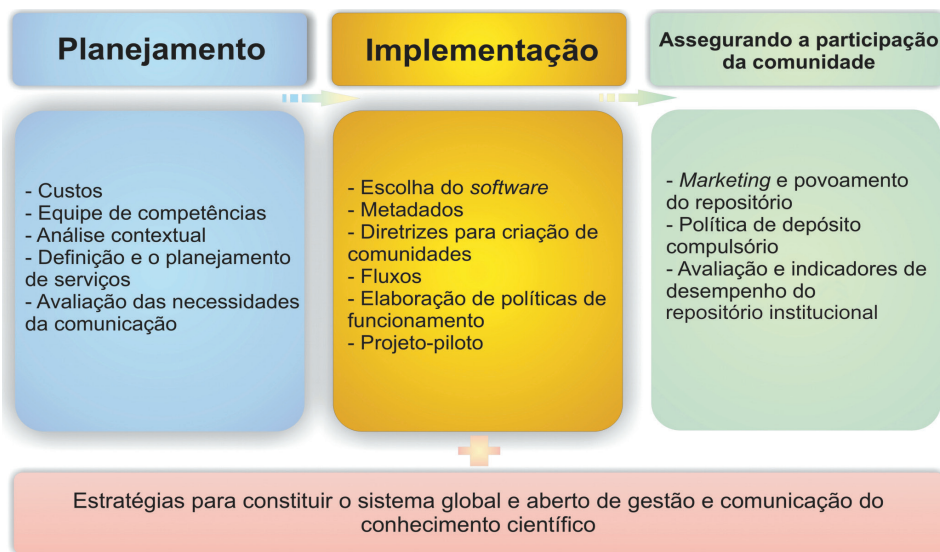 Planejamento
- Custos
- Equipe de competências
- Análise contextual
- Definição e o planejamento
de serviços
- Avaliação das necessidades
da comunicação
Implementação
- Escolha do software
- Metadados
- Diretrizes para criação de
comunidades
- Fluxos
- Elaboração de políticas de
funcionamento
- Projeto-piloto
Assegurando a participação
da comunidade
- Marketing e povoamento
do repositório
- Política de depósito
compulsório
- Avaliação e indicadores de
desempenho do
repositório institucional
Estratégias para constituir o sistema global e aberto de gestão e comunicação do
conhecimento científico